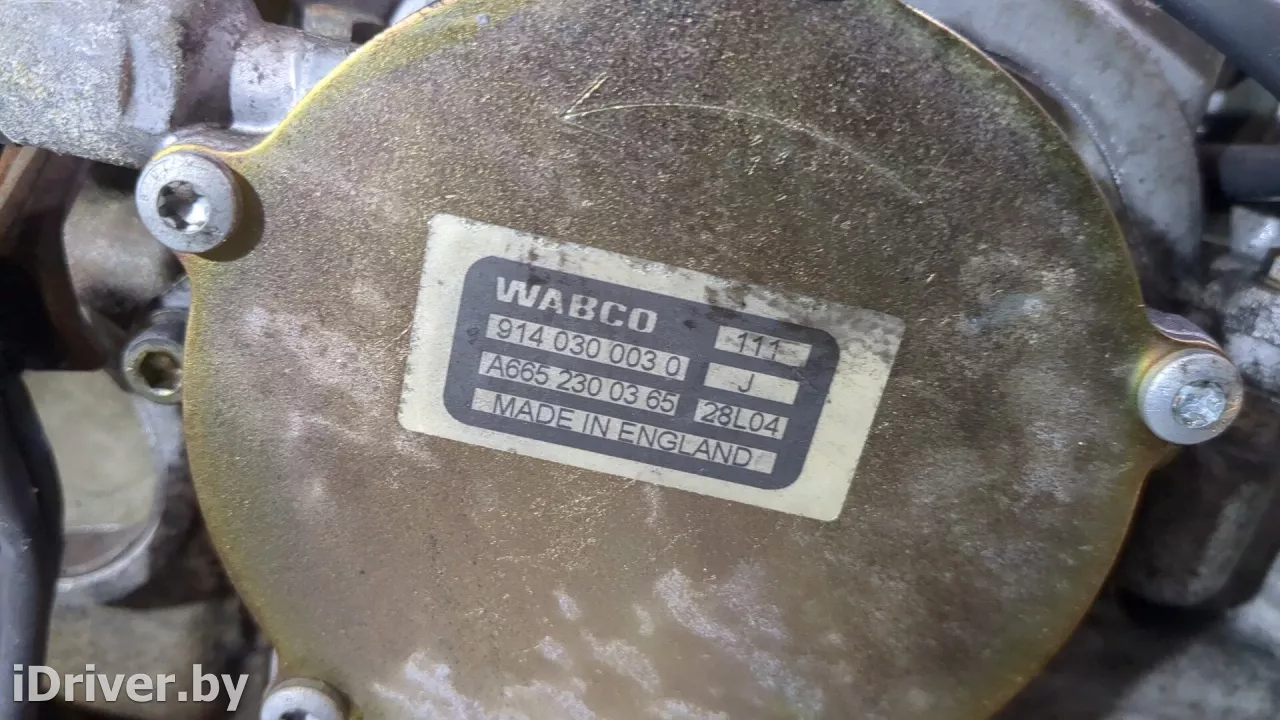 WABCO
111
914 030 003 0
J
A665 230 03 65
28L04
MADE IN ENGLAND
iDriver.by